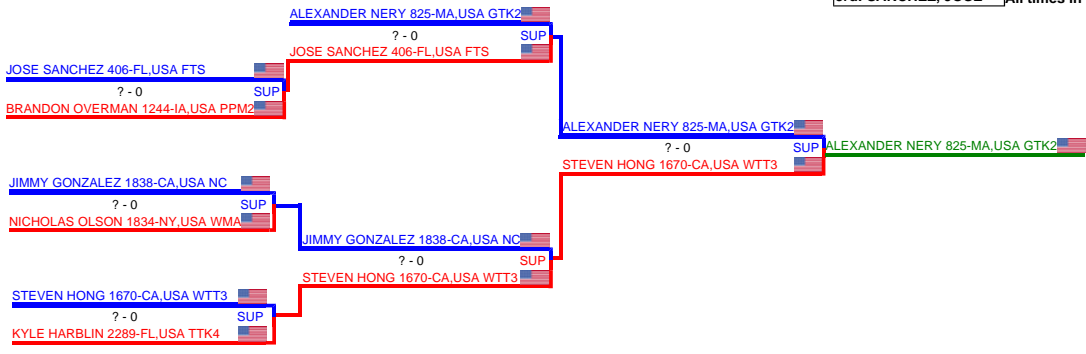 3rd: SANCHEZ, JOSE
All times in
ALEXANDER NERY 825-MA,USA GTK2
? - 0
SUP
JOSE SANCHEZ 406-FL,USA FTS
JOSE SANCHEZ 406-FL,USA FTS
? - 0
SUP
BRANDON OVERMAN 1244-IA,USA PPM2
ALEXANDER NERY 825-MA,USA GTK2
? - 0
SUP
STEVEN HONG 1670-CA,USA WTT3
ALEXANDER NERY 825-MA,USA GTK2
JIMMY GONZALEZ 1838-CA,USA NC
? - 0
SUP
NICHOLAS OLSON 1834-NY,USA WMA
JIMMY GONZALEZ 1838-CA,USA NC
? - 0
SUP
STEVEN HONG 1670-CA,USA WTT3
STEVEN HONG 1670-CA,USA WTT3
? - 0
SUP
KYLE HARBLIN 2289-FL,USA TTK4